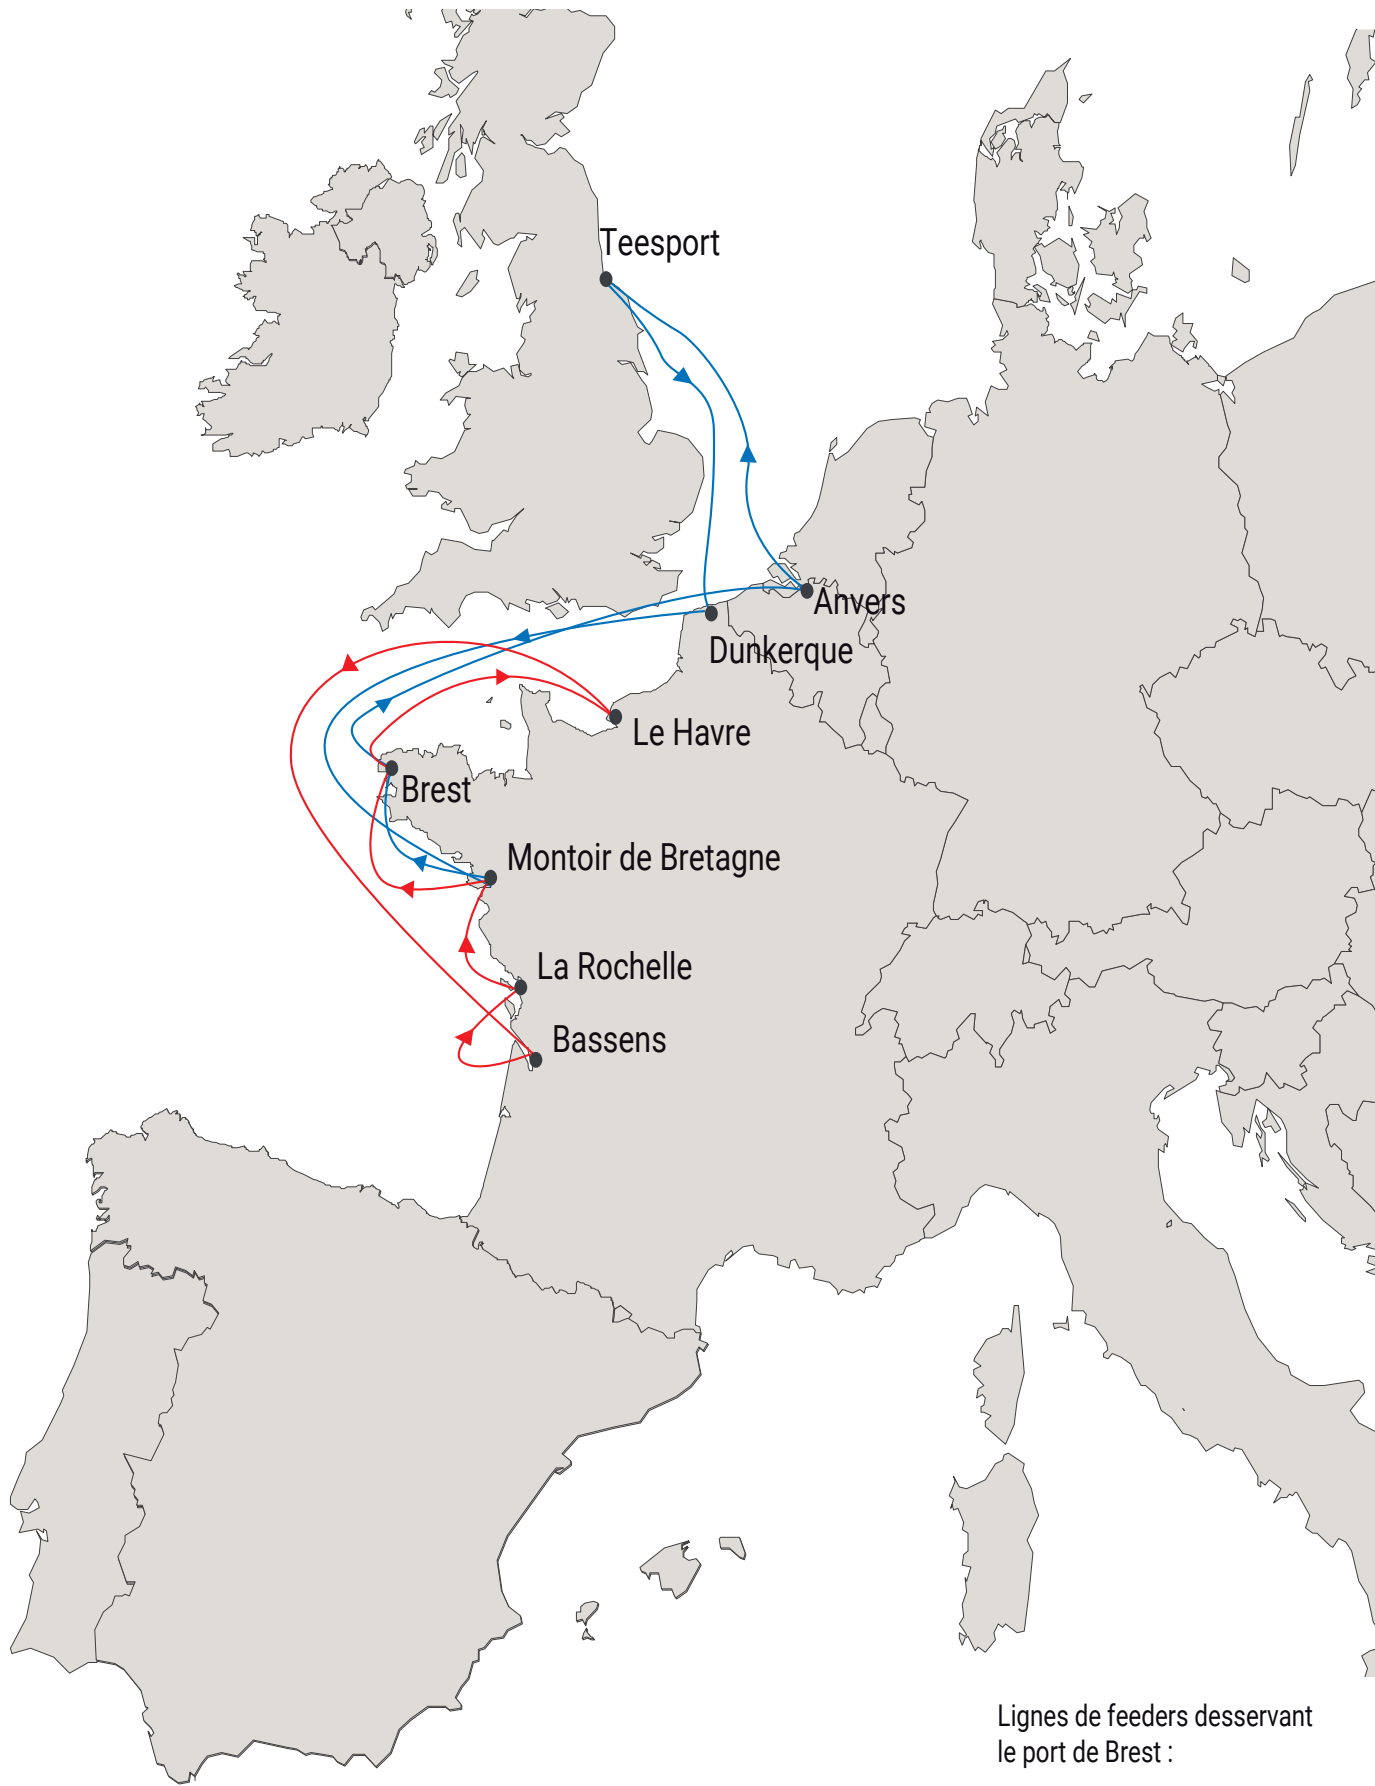 Teesport
Anvers
Dunkerque
Le Havre
Brest
Montoir de Bretagne
La Rochelle
Bassens
Lignes de feeders desservant
le port de Brest :